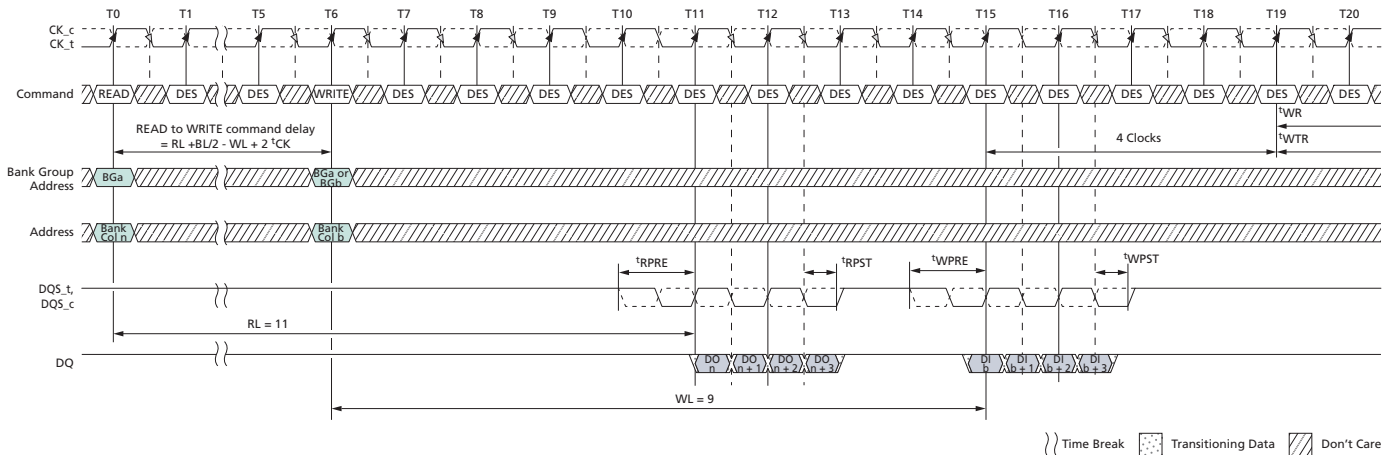 T0 T1 T5 T6 T7 T8 T9 T10 T11 T12 T13 T14 T15 T16 T17 T18 T19 T20
CK_c
CK_t
Command READ DES DES WRITE DES DES DES DES DES DES DES DES DES DES DES DES DES DES
tWR
READ to WRITE command delay
= RL +BL/2 - WL + 2 tCK
4 Clocks
tWTR
Bank Group
Address
BGa
BGa or
BGb
Address
Bank
Col n
Bank
Col b
tRPRE tRPST tWPRE tWPST
DQS_t,
DQS_c
RL = 11
DQ
DO
n
DO
n + 1
DO
n + 2
DO
n + 3
DI
b
DI
b + 1
DI
b + 2
DI
b + 3
WL = 9
Time Break Transitioning Data Don't Care